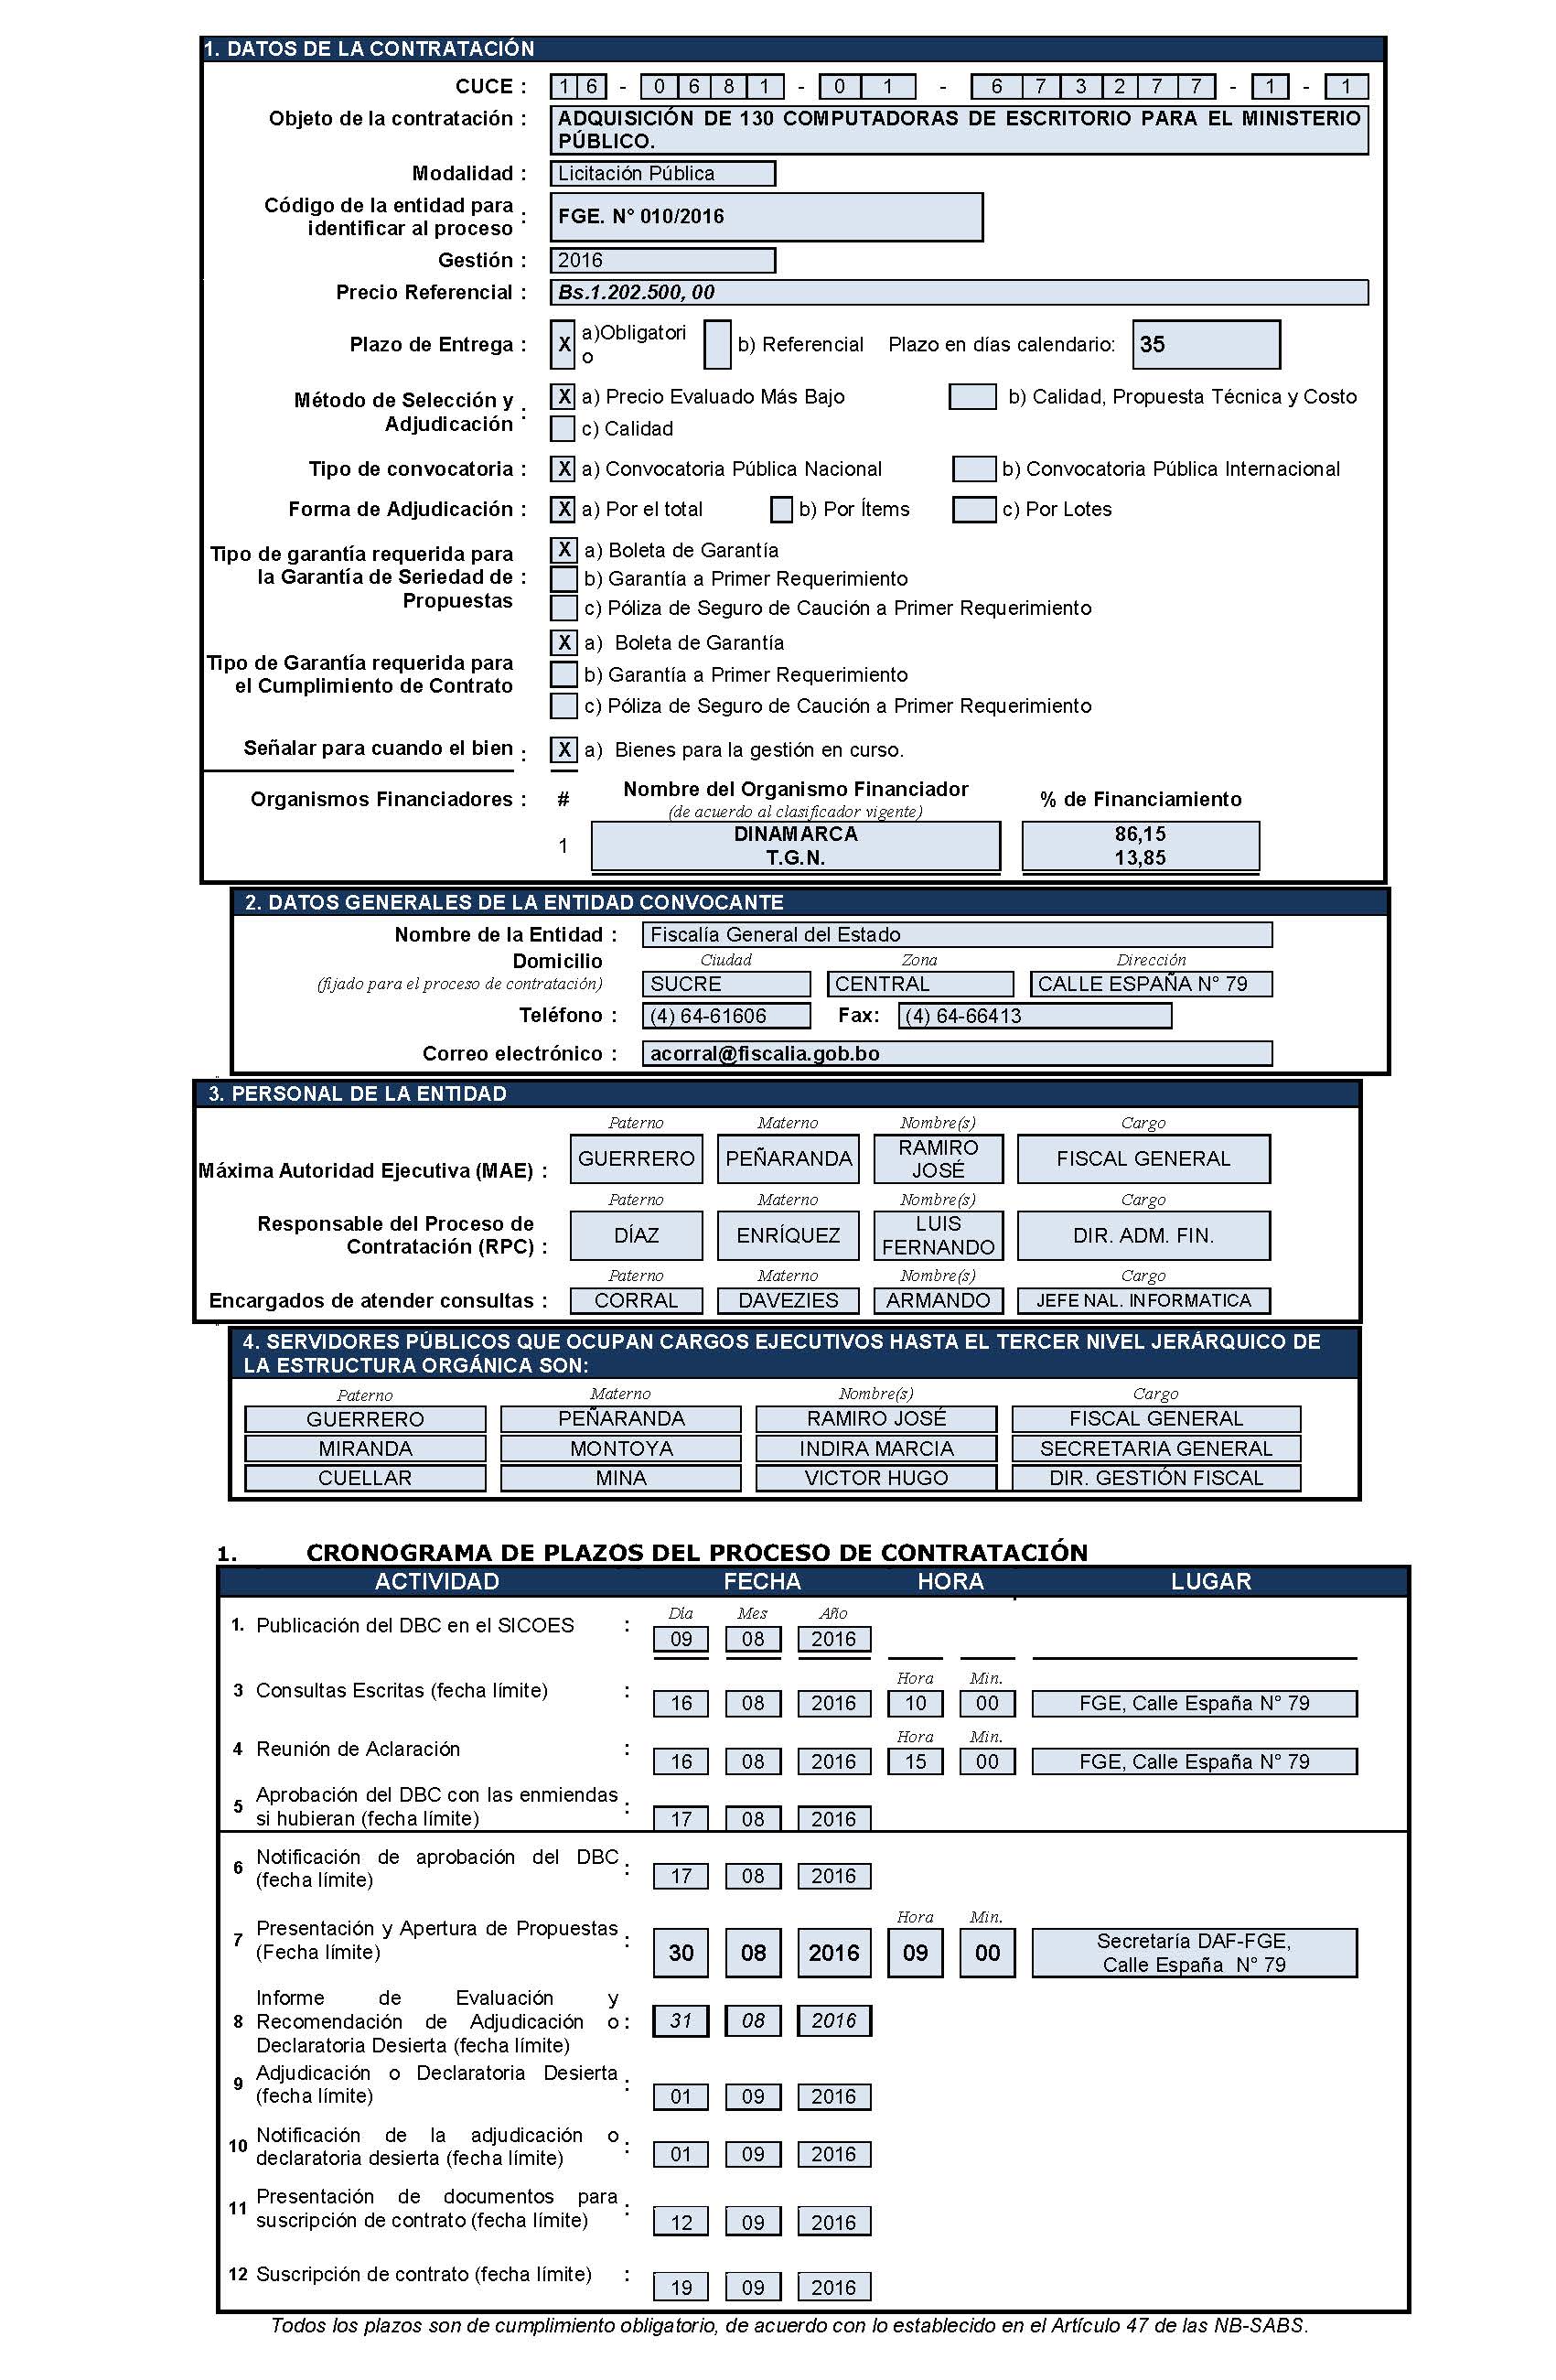 1. DATOS DE LA CONTRATACIÓN
CUCE : 1 6 - 0 6 8 1 - 0 1 - 6 7 3 2 7 7 - 1 - 1
Objeto de la contratación : ADQUISICIÓN DE 130 COMPUTADORAS DE ESCRITORIO PARA EL MINISTERIO
PÚBLICO.
Modalidad : Licitación Pública
Código de la entidad para
identificar al proceso : FGE. N° 010/2016
Gestión : 2016
Precio Referencial : Bs.1.202.500, 00
Plazo de Entrega : X a)Obligatori
o b) Referencial Plazo en días calendario: 35
Método de Selección y
Adjudicación : X a) Precio Evaluado Más Bajo b) Calidad, Propuesta Técnica y Costo
c) Calidad
Tipo de convocatoria : X a) Convocatoria Pública Nacional b) Convocatoria Pública Internacional
Forma de Adjudicación : X a) Por el total b) Por Ítems c) Por Lotes
Tipo de garantía requerida para
la Garantía de Seriedad de :
Propuestas
X a) Boleta de Garantía
b) Garantía a Primer Requerimiento
c) Póliza de Seguro de Caución a Primer Requerimiento
Tipo de Garantía requerida para
el Cumplimiento de Contrato
X a) Boleta de Garantía
b) Garantía a Primer Requerimiento
c) Póliza de Seguro de Caución a Primer Requerimiento
Señalar para cuando el bien : X a) Bienes para la gestión en curso.
Organismos Financiadores : # Nombre del Organismo Financiador % de Financiamiento
(de acuerdo al clasificador vigente)
1 DINAMARCA 86,15
T.G.N. 13,85
2. DATOS GENERALES DE LA ENTIDAD CONVOCANTE
Nombre de la Entidad : Fiscalía General del Estado
Domicilio Ciudad Zona Dirección
(fijado para el proceso de contratación) SUCRE CENTRAL CALLE ESPAÑA N° 79
Teléfono : (4) 64-61606 Fax: (4) 64-66413
Correo electrónico : acorral@fiscalia.gob.bo
3. PERSONAL DE LA ENTIDAD
Paterno Materno Nombre(s) Cargo
Máxima Autoridad Ejecutiva (MAE) : GUERRERO PEÑARANDA RAMIRO
JOSÉ FISCAL GENERAL
Paterno Materno Nombre(s) Cargo
Responsable del Proceso de
Contratación (RPC) : DÍAZ ENRÍQUEZ LUIS
FERNANDO DIR. ADM. FIN.
Paterno Materno Nombre(s) Cargo
Encargados de atender consultas : CORRAL DAVEZIES ARMANDO JEFE NAL. INFORMATICA
4. SERVIDORES PÚBLICOS QUE OCUPAN CARGOS EJECUTIVOS HASTA EL TERCER NIVEL JERÁRQUICO DE
LA ESTRUCTURA ORGÁNICA SON:
Paterno Materno Nombre(s) Cargo
GUERRERO PEÑARANDA RAMIRO JOSÉ FISCAL GENERAL
MIRANDA MONTOYA INDIRA MARCIA SECRETARIA GENERAL
CUELLAR MINA VICTOR HUGO DIR. GESTIÓN FISCAL
1. CRONOGRAMA DE PLAZOS DEL PROCESO DE CONTRATACIÓN
ACTIVIDAD FECHA HORA LUGAR
Día Mes Año
1. Publicación del DBC en el SICOES : 09 08 2016
Hora Min.
3 Consultas Escritas (fecha límite) : 16 08 2016 10 00 FGE, Calle España N° 79
Hora Min.
4 Reunión de Aclaración : 16 08 2016 15 00 FGE, Calle España N° 79
5 Aprobación del DBC con las enmiendas
si hubieran (fecha límite) : 17 08 2016
6 Notificación de aprobación del DBC
(fecha límite) : 17 08 2016
Hora Min.
7 Presentación y Apertura de Propuestas
(Fecha límite) : 30 08 2016 09 00 Secretaría DAF-FGE,
Calle España N° 79
Informe de Evaluación y
8 Recomendación de Adjudicación o : 31 08 2016
Declaratoria Desierta (fecha límite)
9 Adjudicación o Declaratoria Desierta
(fecha límite) : 01 09 2016
10 Notificación de la adjudicación o
declaratoria desierta (fecha límite) : 01 09 2016
11 Presentación de documentos para
suscripción de contrato (fecha límite) : 12 09 2016
12 Suscripción de contrato (fecha límite) : 19 09 2016
Todos los plazos son de cumplimiento obligatorio, de acuerdo con lo establecido en el Artículo 47 de las NB-SABS.